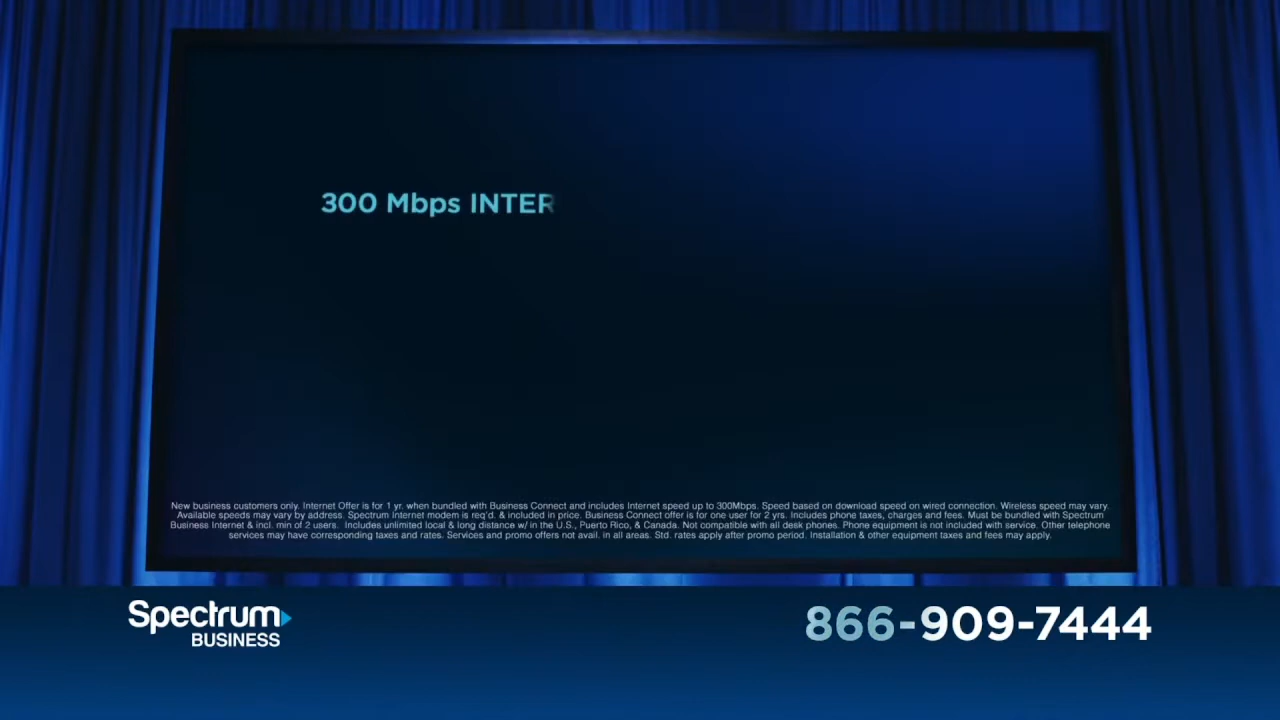 300 Mbps INTER
New business customers only. Internet Offer is for 1 yr. when bundled with Business Connect and includes Internet speed up to 300Mbps. Speed based on download speed on wired connection. Wireless speed may vary.
Available speeds may vary by address. Spectrum Internet modem is req'd. & included in price. Business Connect offer is for one user for 2 yrs. Includes phone taxes, charges and fees. Must be bundled with Spectrum
Business Internet & incl. min of 2 users. Includes unlimited local & long distance w/ in the U.S., Puerto Rico, & Canada. Not compatible with all desk phones. Phone equipment is not included with service. Other telephone
services may have corresponding taxes and rates. Services and promo offers not avail. in all areas. Std. rates apply after promo period. Installation & other equipment taxes and fees may apply.
Spectrum
BUSINESS
866-909-7444